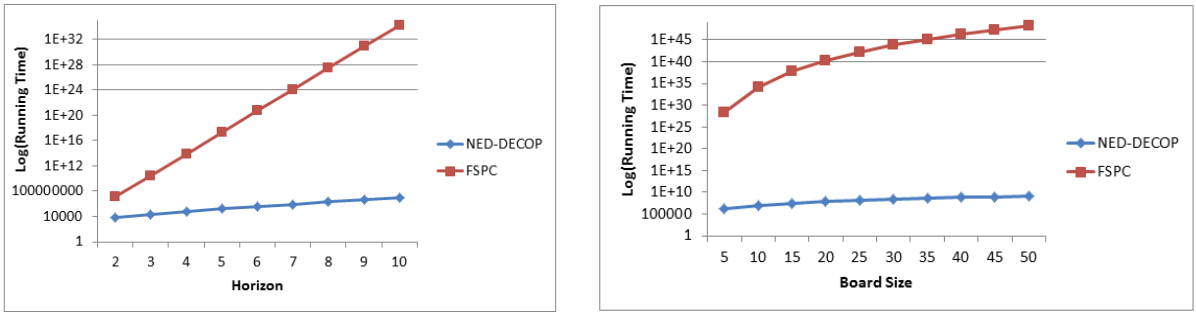 Log(Running Time)
1E+32
1E+28
1E+24
1E+20
1E+16
1E+12
100000000
10000
1
2 3 4 5 6 7 8 9 10
Horizon
NED-DECOP
FSPC
Log(Running Time)
1E+45
1E+40
1E+35
1E+30
1E+25
1E+20
1E+15
1E+10
100000
1
5 10 15 20 25 30 35 40 45 50
Board Size
NED-DECOP
FSPC